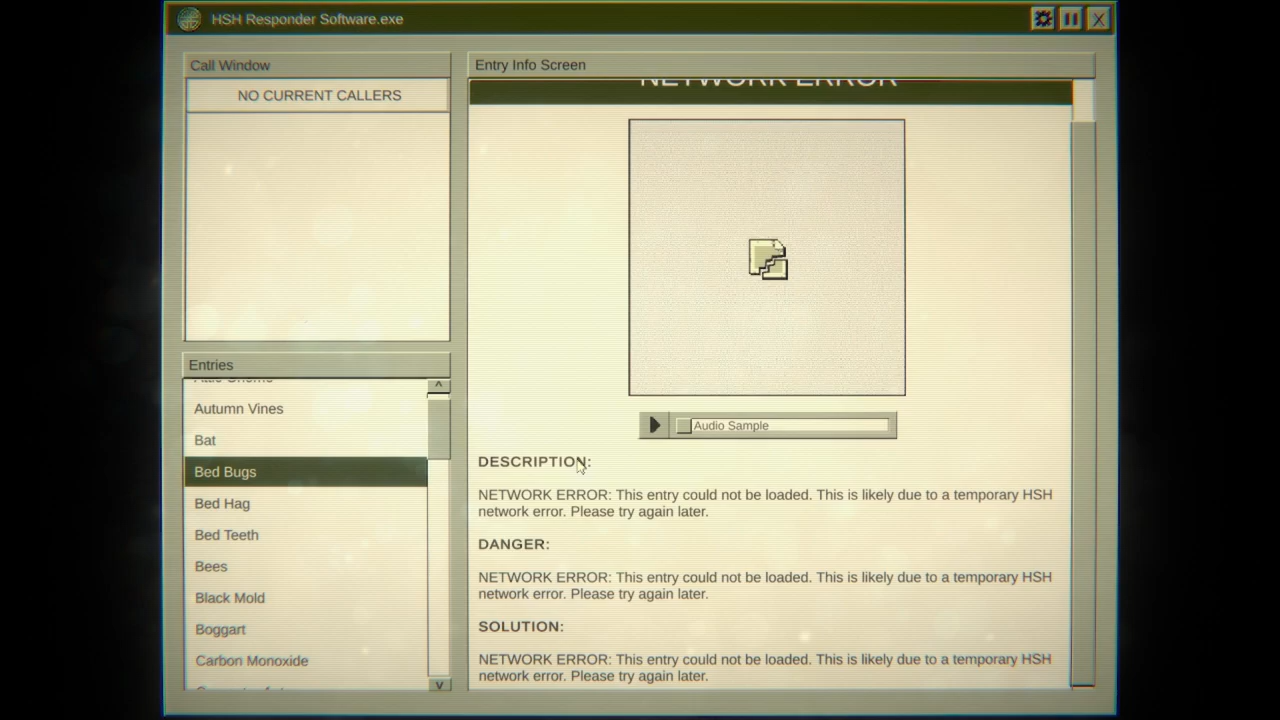 HSH Responder Software.exe
Call Window
NO CURRENT CALLERS
Entries
Autumn Vines
Bat
Bed Bugs
Bed Hag
Bed Teeth
Bees
Black Mold
Boggart
Carbon Monoxide
Entry Info Screen
NETWORK ERROR
Audio Sample
DESCRIPTION:
NETWORK ERROR: This entry could not be loaded. This is likely due to a temporary HSH
network error. Please try again later.
DANGER:
NETWORK ERROR: This entry could not be loaded. This is likely due to a temporary HSH
network error. Please try again later.
SOLUTION:
NETWORK ERROR: This entry could not be loaded. This is likely due to a temporary HSH
network error. Please try again later.